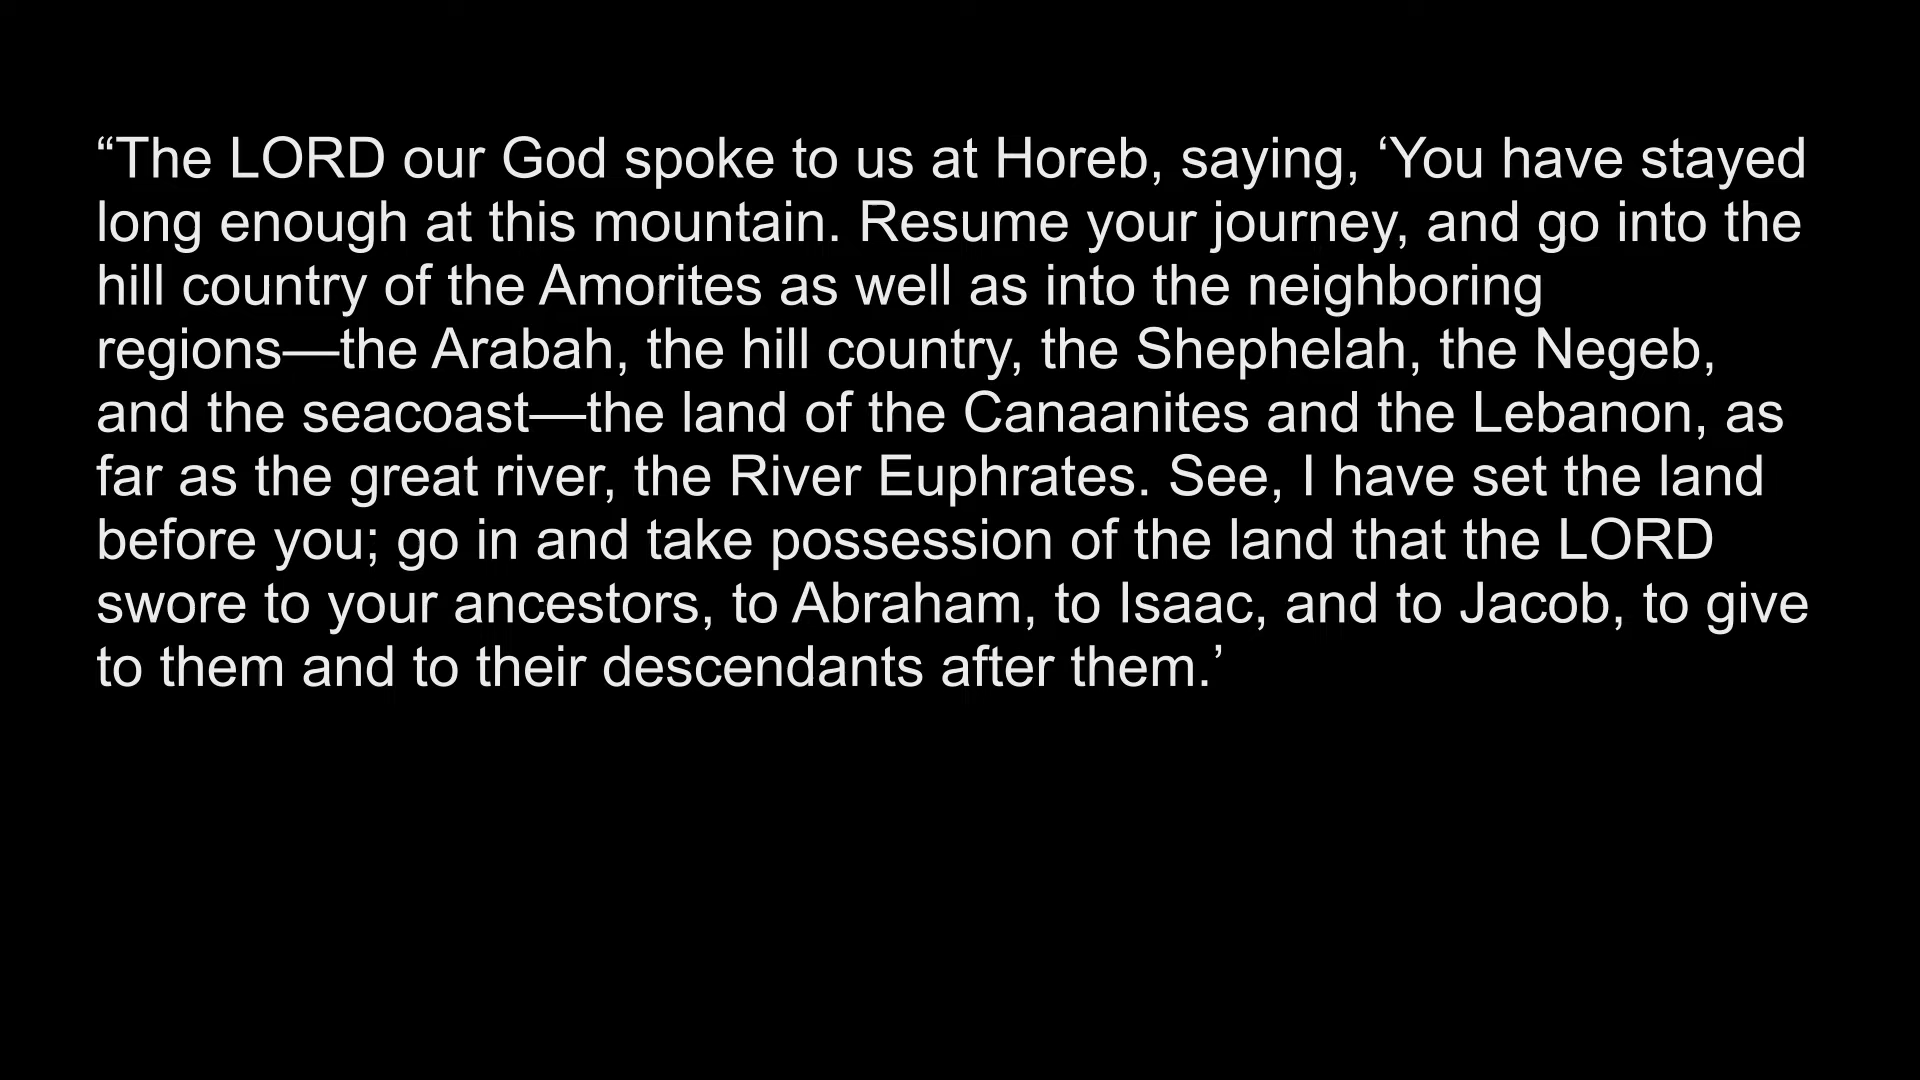 “The LORD our God spoke to us at Horeb, saying, ‘You have stayed
long enough at this mountain. Resume your journey, and go into the
hill country of the Amorites as well as into the neighboring
regions—the Arabah, the hill country, the Shephelah, the Negeb,
and the seacoast—the land of the Canaanites and the Lebanon, as
far as the great river, the River Euphrates. See, I have set the land
before you; go in and take possession of the land that the LORD
swore to your ancestors, to Abraham, to Isaac, and to Jacob, to give
to them and to their descendants after them.’